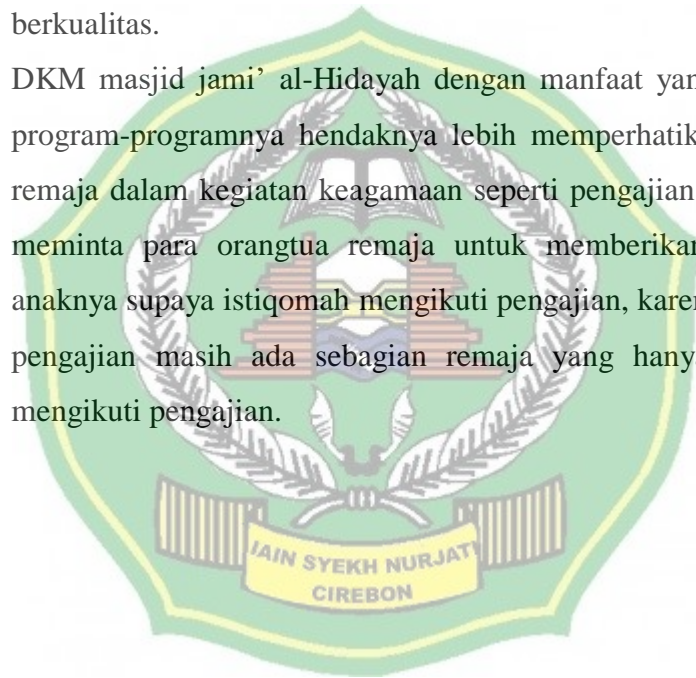 berkualitas.
DKM masjid jami’ al-Hidayah dengan manfaat yan
program-programnya hendaknya lebih memperhatik
remaja dalam kegiatan keagamaan seperti pengajian
meminta para orangtua remaja untuk memberikan
anaknya supaya istiqomah mengikuti pengajian, karen
pengajian masih ada sebagian remaja yang hanya
mengikuti pengajian.
IAIN SYEKH NURJATI
CIREBON